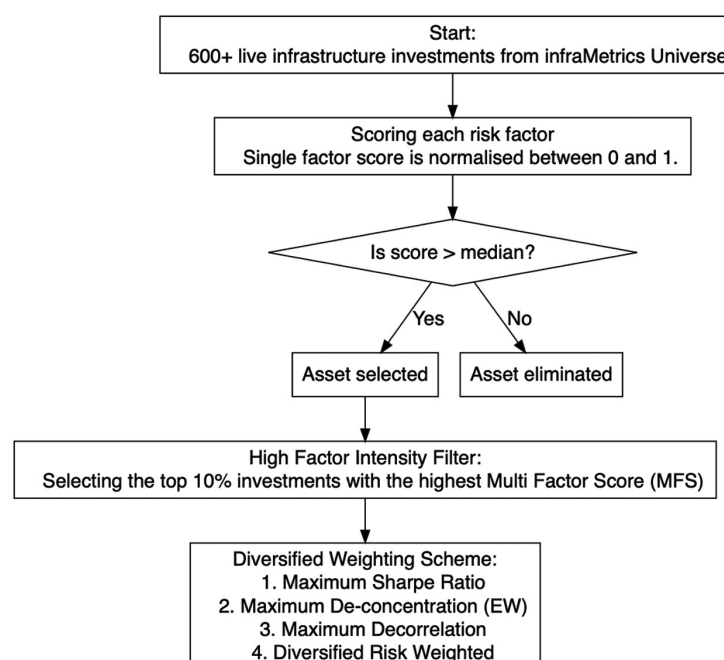 Start:
600+ live infrastructure investments from infraMetrics Universe
Scoring each risk factor
Single factor score is normalised between 0 and 1.
Is score > median?
Yes
No
Asset selected
Asset eliminated
High Factor Intensity Filter:
Selecting the top 10% investments with the highest Multi Factor Score (MFS)
Diversified Weighting Scheme:
1. Maximum Sharpe Ratio
2. Maximum De-concentration (EW)
3. Maximum Decorrelation
4. Diversified Risk Weighted